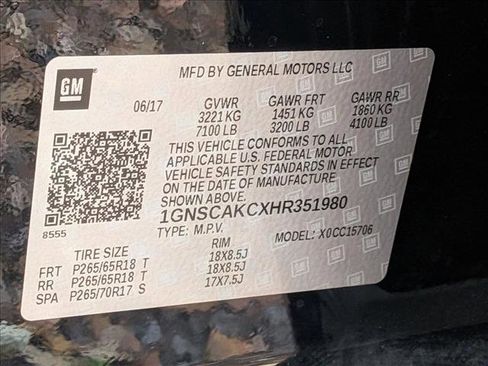 GM
MFD BY GENERAL MOTORS LLC
06/17 GVWR GAWR FRT GAWR RR
3221 KG 1451 KG 1860 KG
7100 LB 3200 LB 4100 LB
THIS VEHICLE CONFORMS TO ALL
APPLICABLE U.S. FEDERAL MOTOR
VEHICLE SAFETY STANDARDS IN EFFECT
ON THE DATE OF MANUFACTURE
SHOWN ABOVE.
1GNSCAKCXHR351980
8555 TYPE: M.P.V. MODEL: X0CC15706
TIRE SIZE RIM
FRT P265/65R18 T 18X8.5J
RR P265/65R18 T 18X8.5J
SPA P265/70R17 S 17X7.5J